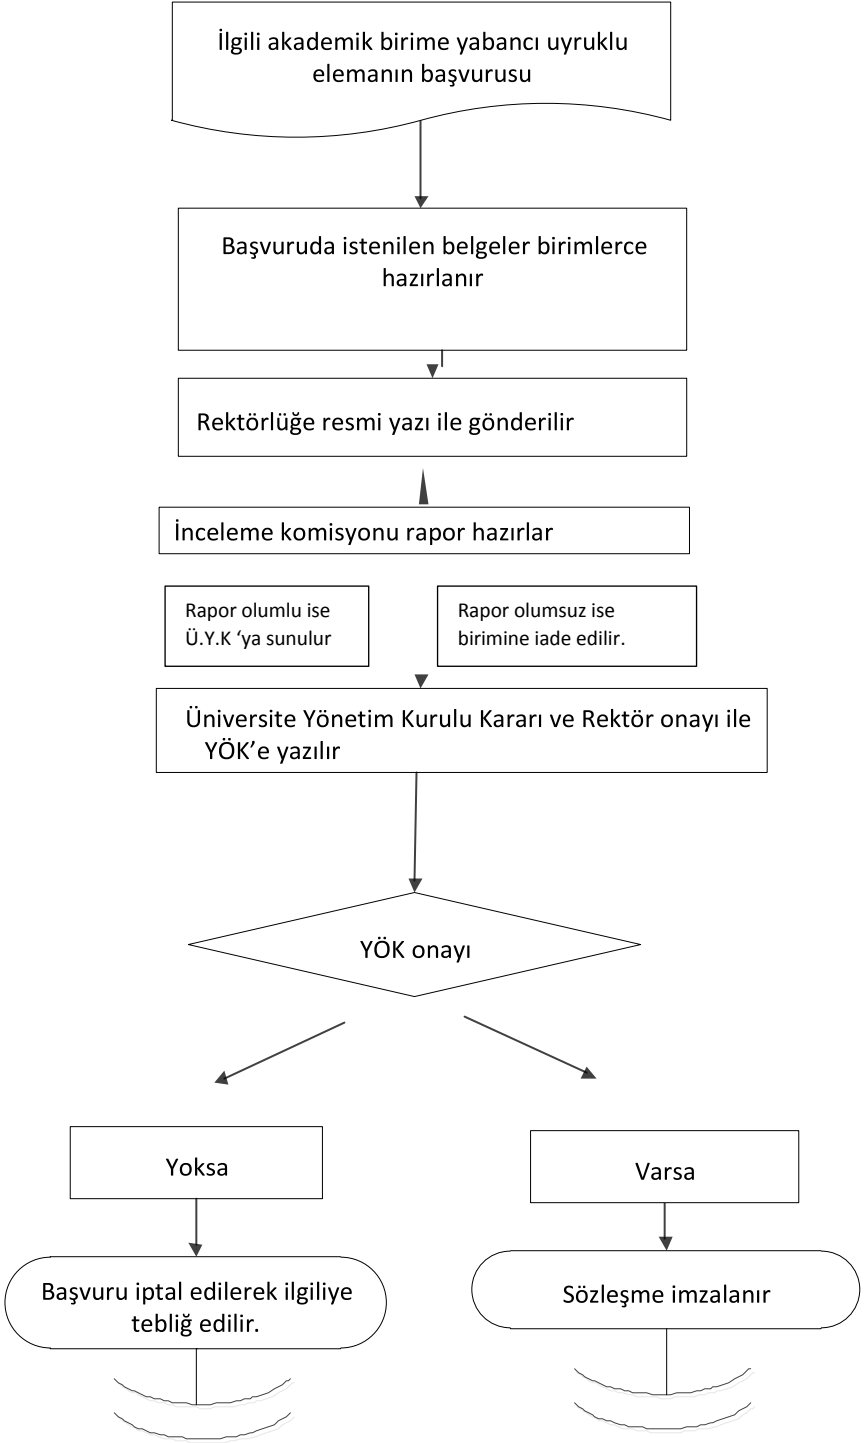 İlgili akademik birime yabancı uyruklu
elemanın başvurusu
Başvuruda istenilen belgeler birimlerce
hazırlanır
Rektörlüğe resmi yazı ile gönderilir
İnceleme komisyonu rapor hazırlar
Rapor olumlu ise
Ü.Y.K ‘ya sunulur
Rapor olumsuz ise
birimine iade edilir.
Üniversite Yönetim Kurulu Kararı ve Rektör onayı ile
YÖK’e yazılır
YÖK onayı
Yoksa
Varsa
Başvuru iptal edilerek ilgiliye
tebliğ edilir.
Sözleşme imzalanır